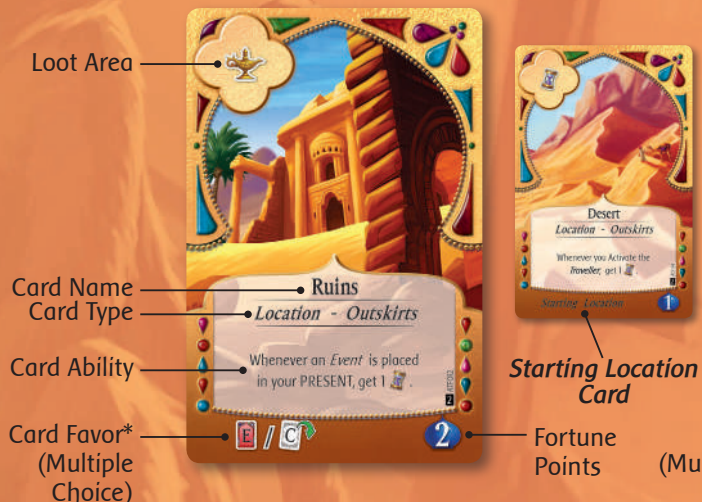 Loot Area
Card Name
Card Type
Card Ability
Card Favor*
(Multiple
Choice)
Ruins
Location - Outskirts
Whenever an Event is placed
in your PRESENT, get 1 .
2
E / C
2
Desert
Location - Outskirts
Whenever you Activate the
Traveller, get 1
Starting Location
1
Starting Location
Card
Fortune
Points
(Mu